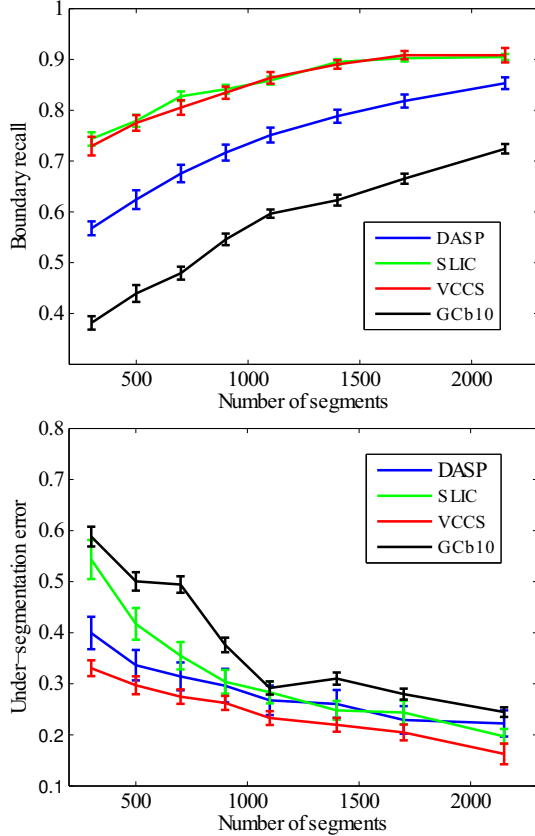 1
0.9
0.8
0.7
0.6
0.5
0.4
Boundary recall
DASP
SLIC
VCCS
GCb10
500
1000
1500
2000
Number of segments
0.8
0.7
0.6
0.5
0.4
0.3
0.2
0.1
Under-segmentation error
DASP
SLIC
VCCS
GCb10
500
1000
1500
2000
Number of segments